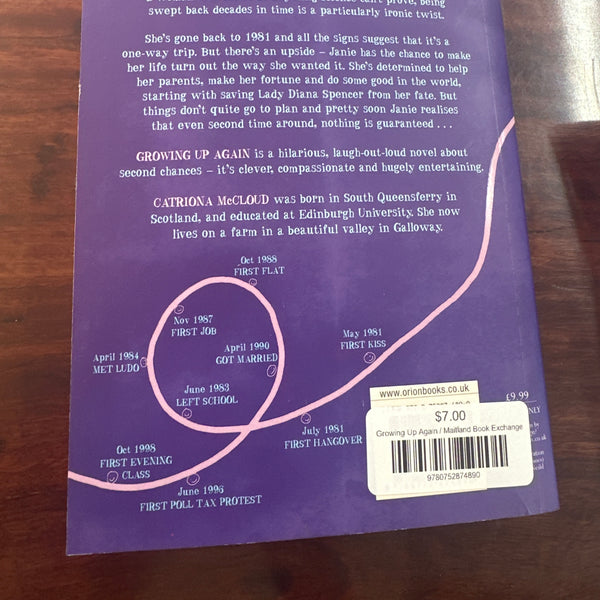 being
swept back decades in time is a particularly ironic twist.
She's gone back to 1981 and all the signs suggest that it's a
one-way trip. But there's an upside – Janie has the chance to make
her life turn out the way she wanted it. She's determined to help
her parents, make her fortune and do some good in the world,
starting with saving Lady Diana Spencer from her fate. But
things don't quite go to plan and pretty soon Janie realises
that even second time around, nothing is guaranteed . . .
GROWING UP AGAIN is a hilarious, laugh-out-loud novel about
second chances – it's clever, compassionate and hugely entertaining.
CATRIONA McCLOUD was born in South Queensferry in
Scotland, and educated at Edinburgh University. She now
lives on a farm in a beautiful valley in Galloway.
Oct 1988
FIRST FLAT
Nov 1987
FIRST JOB
April 1984
MET LUDO
April 1990
GOT MARRIED
May 1981
FIRST KISS
June 1983
LEFT SCHOOL
July 1981
FIRST HANGOVER
Oct 1998
FIRST EVENING
CLASS
June 1996
FIRST POLL TAX PROTEST
www.orionbooks.co.uk
£9.99
$7.00
Growing Up Again / Maitland Book Exchange
9780752874890